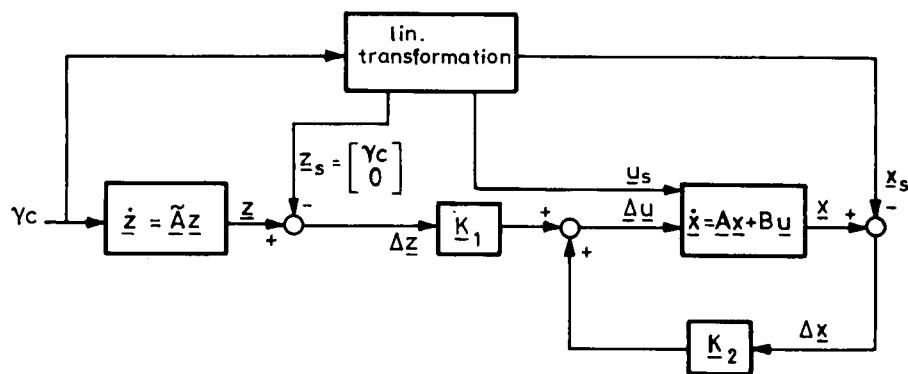 lin.
transformation
z_s = [γc 0]
u_s
x_s
γc
ż = Ãz
z
-
+
Δz
K_1
+
Δu
+
ẋ=Ax+Bu
x
+
-
K_2
Δx